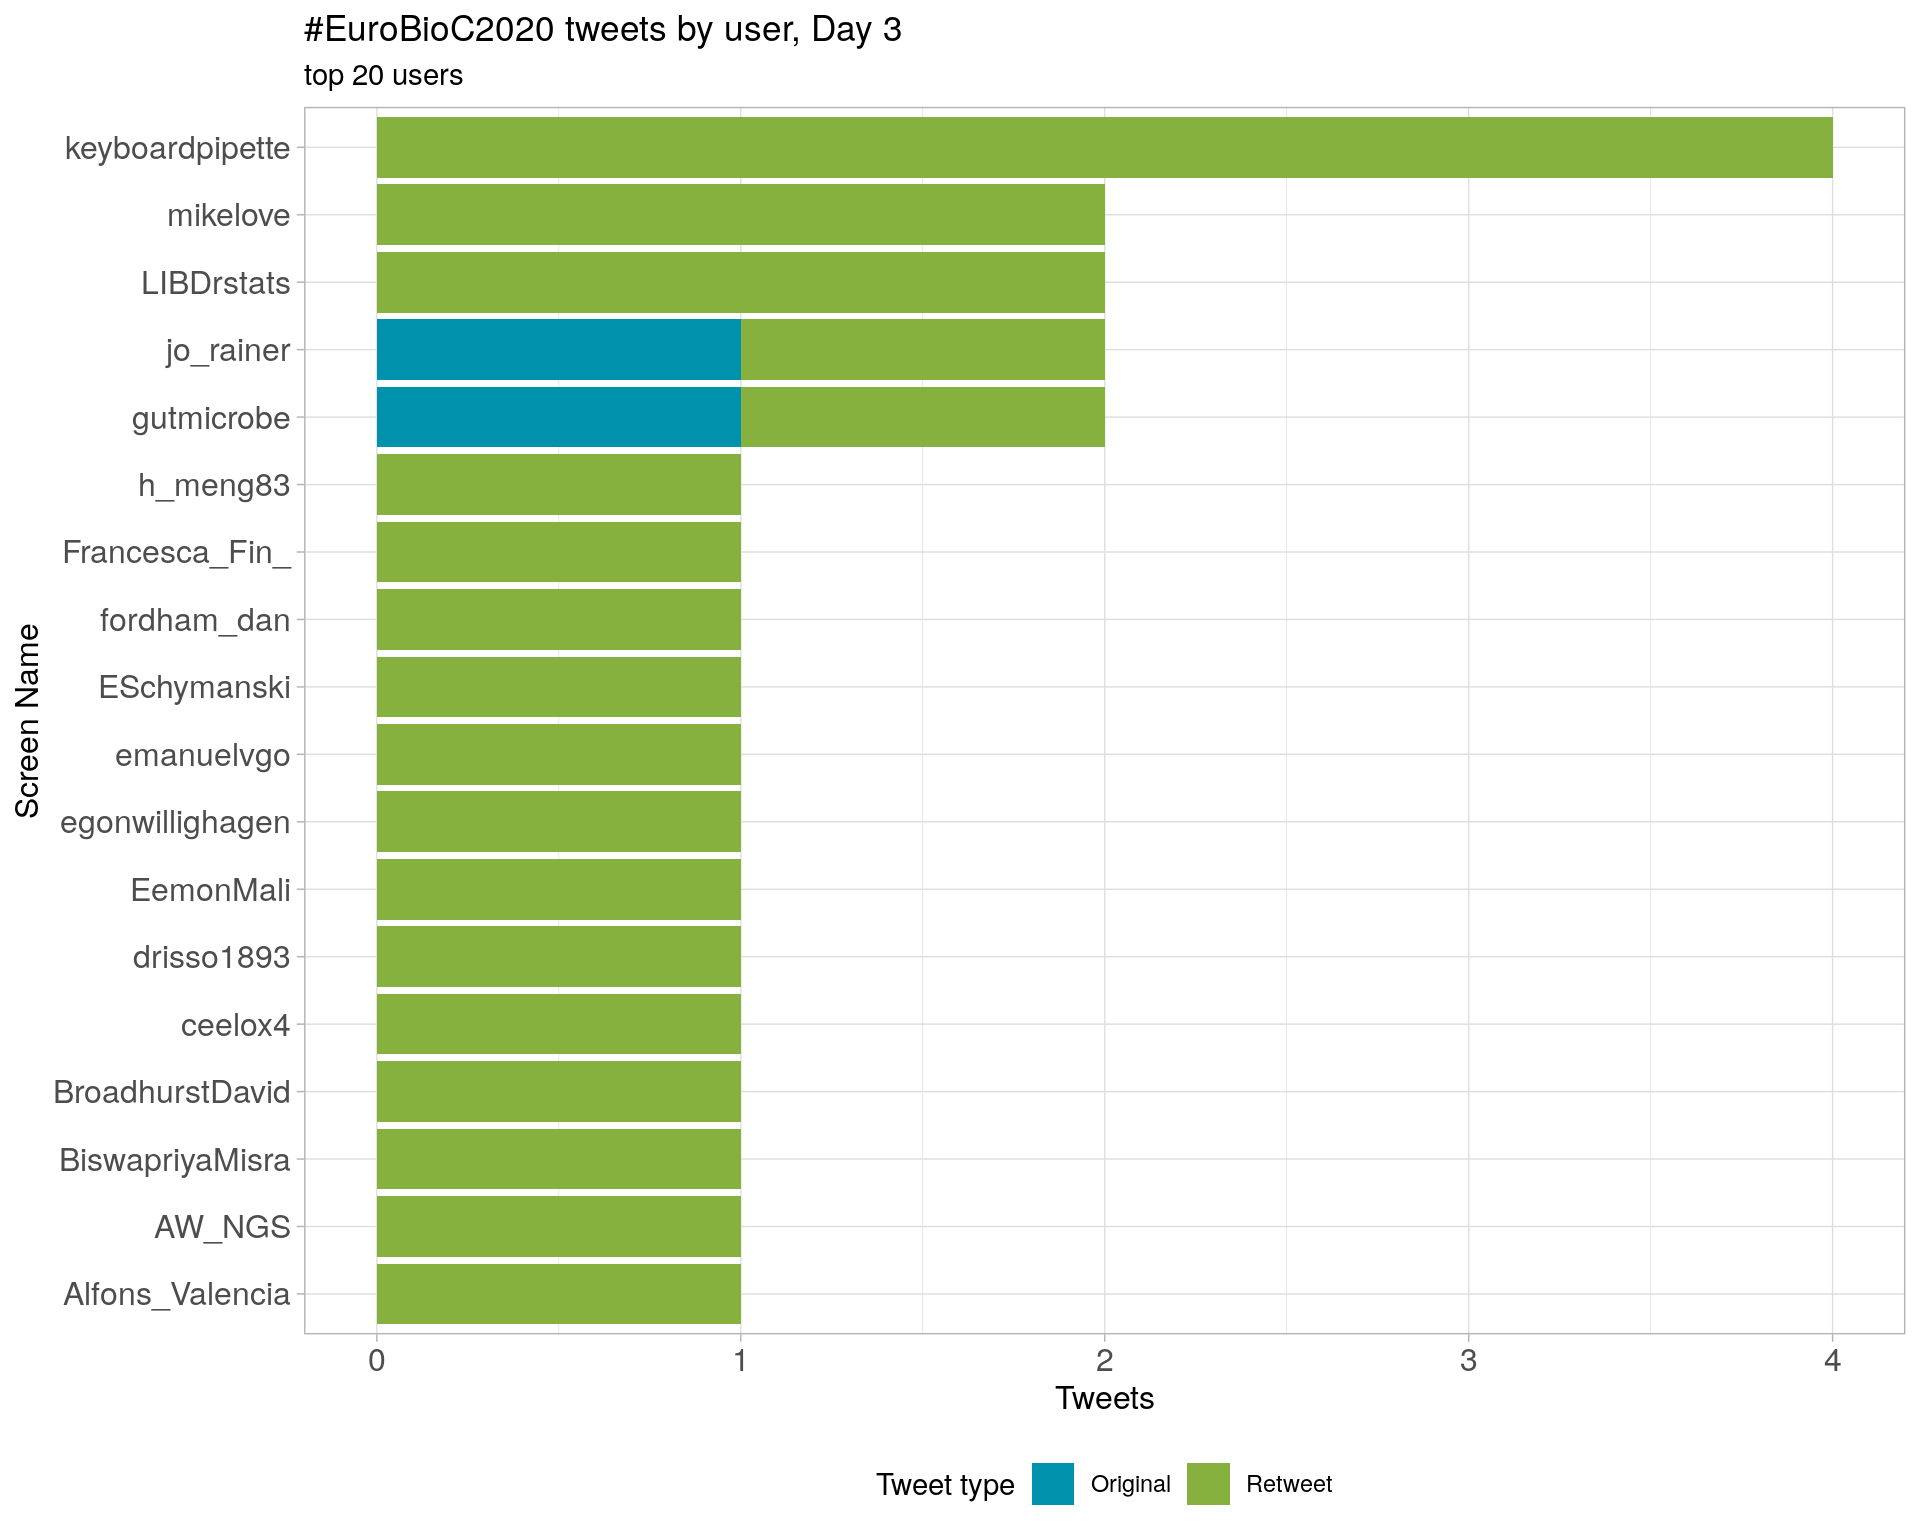 #EuroBioC2020 tweets by user, Day 3
top 20 users
Screen Name
keyboardpipette
mikelove
LIBDrstats
jo_rainer
gutmicrobe
h_meng83
Francesca_Fin_
fordham_dan
ESchymanski
emanuelvgo
egonwillighagen
EemonMali
drisso1893
ceelox4
BroadhurstDavid
BiswapriyaMisra
AW_NGS
Alfons_Valencia
0 1 2 3 4
Tweets
Tweet type Original Retweet